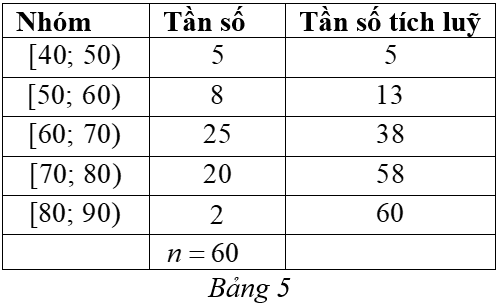 Nhóm Tần số Tần số tích luỹ
[40; 50) 5 5
[50; 60) 8 13
[60; 70) 25 38
[70; 80) 20 58
[80; 90) 2 60
n = 60
Bảng 5